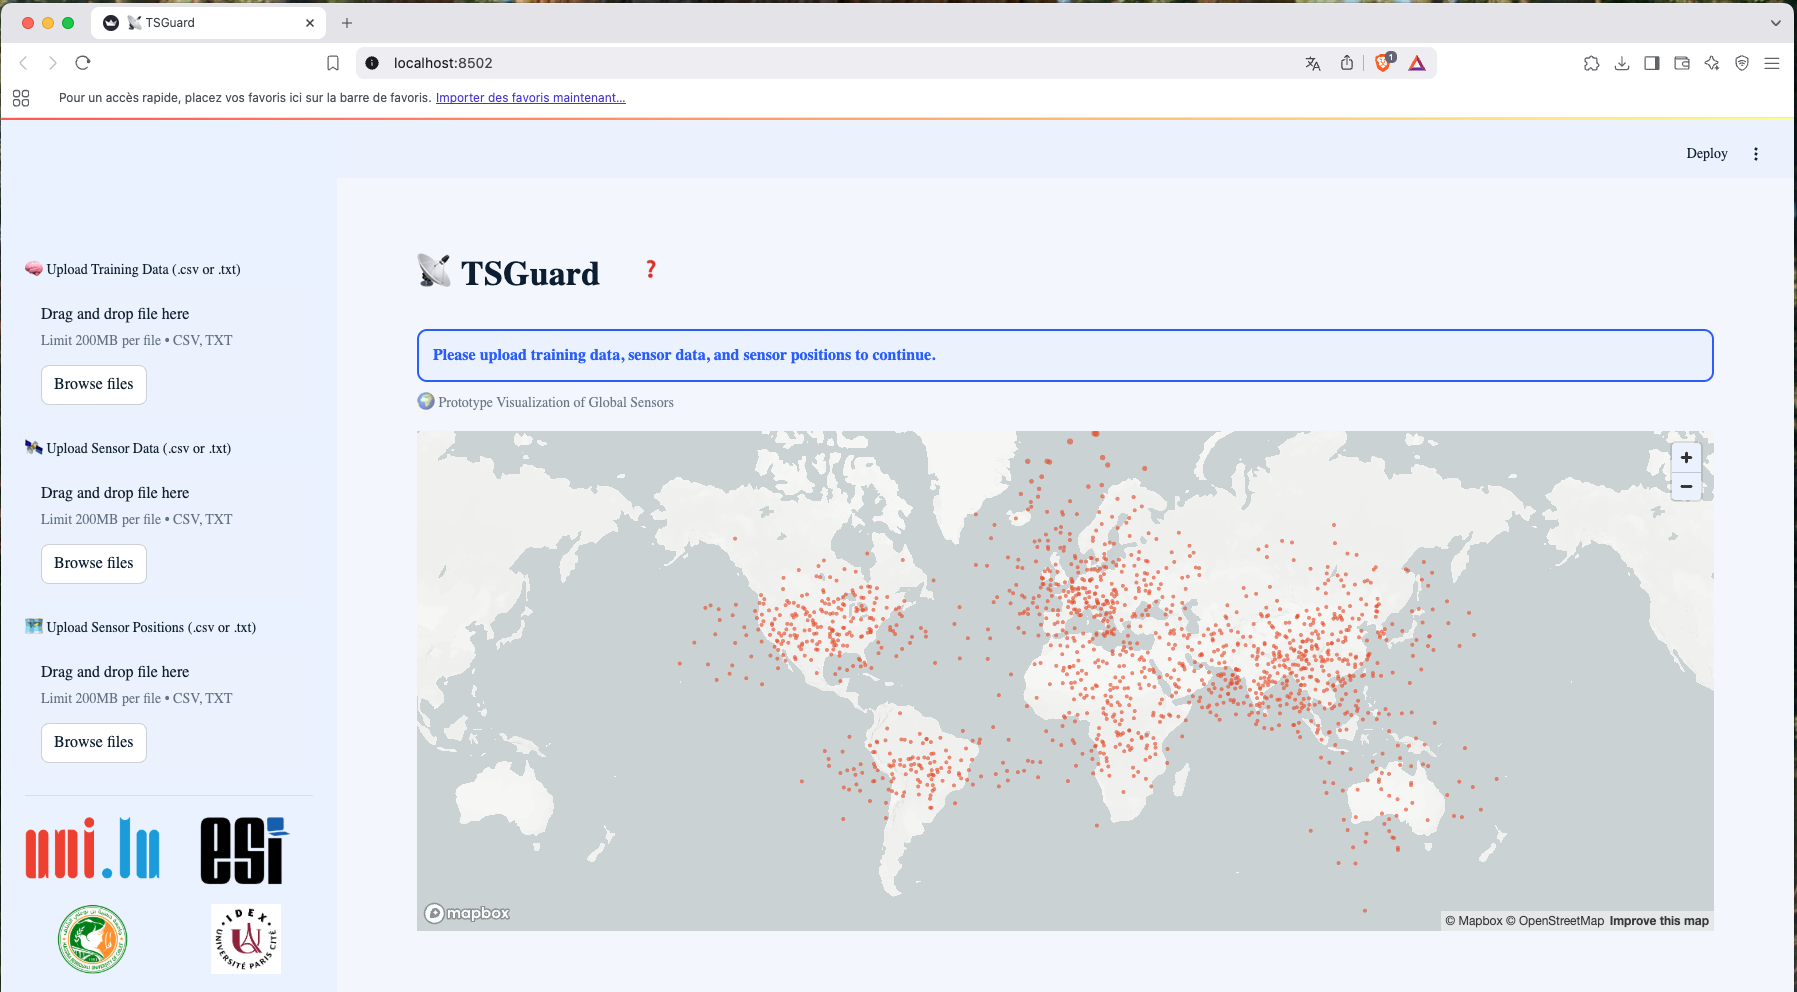 TSGuard
localhost:8502
1
Pour un accès rapide, placez vos favoris ici sur la barre de favoris. Importer des favoris maintenant...
Deploy
Upload Training Data (.csv or .txt)
Drag and drop file here
Limit 200MB per file • CSV, TXT
Browse files
Upload Sensor Data (.csv or .txt)
Drag and drop file here
Limit 200MB per file • CSV, TXT
Browse files
Upload Sensor Positions (.csv or .txt)
Drag and drop file here
Limit 200MB per file • CSV, TXT
Browse files
uni.lu
esi
IDEX
UNIVERSITÉ PARIS CITÉ
TSGuard ❓
Please upload training data, sensor data, and sensor positions to continue.
Prototype Visualization of Global Sensors
+
−
mapbox
© Mapbox © OpenStreetMap Improve this map